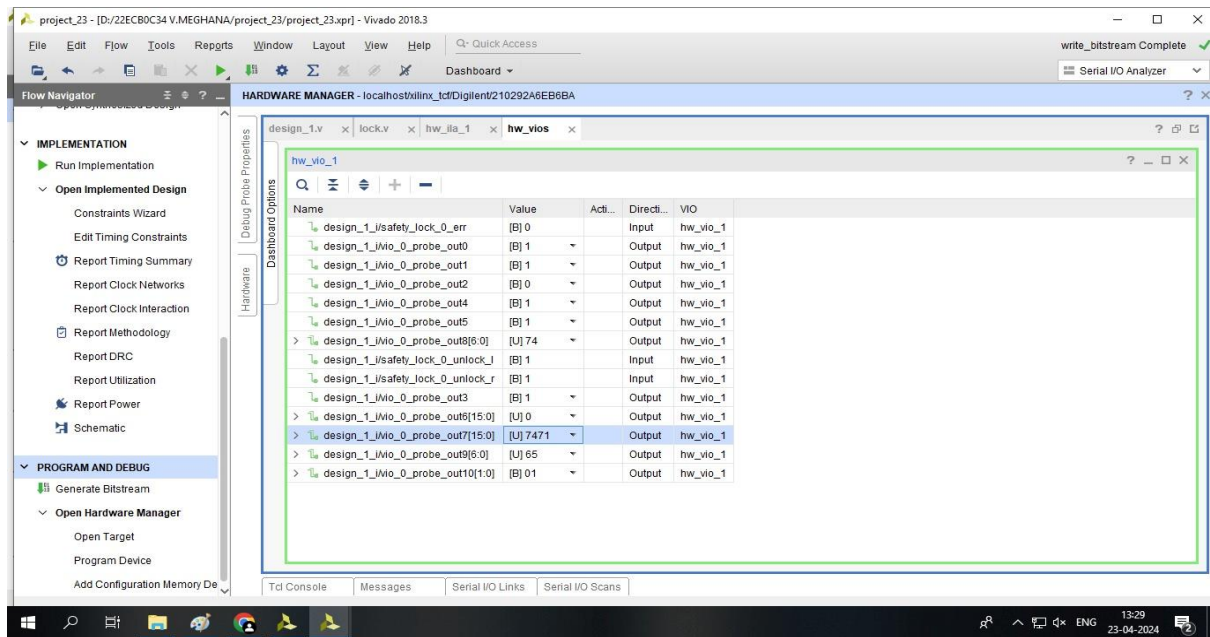 project_23 - [D:/22ECB0C34 V.MEGHANA/project_23/project_23.xpr] - Vivado 2018.3
File Edit Flow Tools Reports Window Layout View Help Q- Quick Access write_bitstream Complete
Dashboard Serial I/O Analyzer
Flow Navigator
HARDWARE MANAGER - localhost/xilinx_tcf/Digilent/210292A6EB6BA
IMPLEMENTATION
Run Implementation
Open Implemented Design
Constraints Wizard
Edit Timing Constraints
Report Timing Summary
Report Clock Networks
Report Clock Interaction
Report Methodology
Report DRC
Report Utilization
Report Power
Schematic
PROGRAM AND DEBUG
Generate Bitstream
Open Hardware Manager
Open Target
Program Device
Add Configuration Memory De
Debug Probe Properties
Hardware
design_1.v lock.v hw_ila_1 hw_vios
Dashboard Options
hw_vio_1
Name Value Acti... Directi... VIO
design_1_i/safety_lock_0_err [B] 0 Input hw_vio_1
design_1_i/vio_0_probe_out0 [B] 1 Output hw_vio_1
design_1_i/vio_0_probe_out1 [B] 1 Output hw_vio_1
design_1_i/vio_0_probe_out2 [B] 0 Output hw_vio_1
design_1_i/vio_0_probe_out4 [B] 1 Output hw_vio_1
design_1_i/vio_0_probe_out5 [B] 1 Output hw_vio_1
design_1_i/vio_0_probe_out8[6:0] [U] 74 Output hw_vio_1
design_1_i/safety_lock_0_unlock_l [B] 1 Input hw_vio_1
design_1_i/safety_lock_0_unlock_r [B] 1 Input hw_vio_1
design_1_i/vio_0_probe_out3 [B] 1 Output hw_vio_1
design_1_i/vio_0_probe_out6[15:0] [U] 0 Output hw_vio_1
design_1_i/vio_0_probe_out7[15:0] [U] 7471 Output hw_vio_1
design_1_i/vio_0_probe_out9[6:0] [U] 65 Output hw_vio_1
design_1_i/vio_0_probe_out10[1:0] [B] 01 Output hw_vio_1
Tcl Console Messages Serial I/O Links Serial I/O Scans
ENG 13:29
23-04-2024